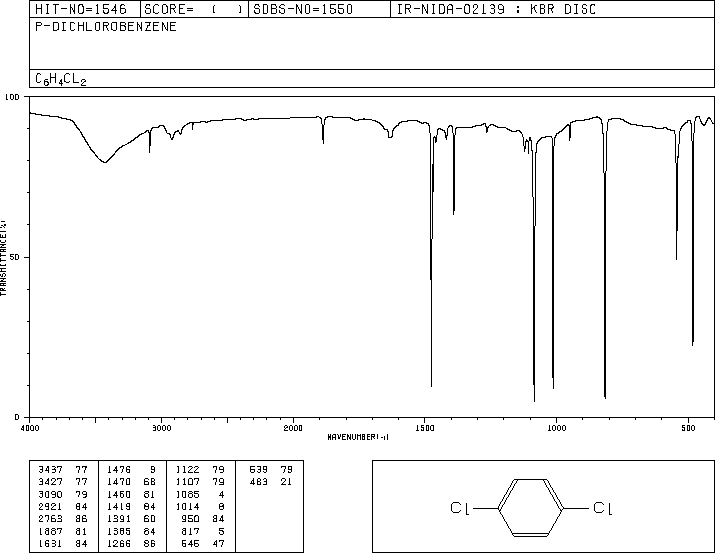 HIT-NO=1546 SCORE= ( ) SDBS-NO=1550 IR-NIDA-02139 : KBR DISC
P-DICHLOROBENZENE
C6H4CL2
100
50
0
TRANSMITTANCE(%)
4000 3000 2000 1500 1000 500
WAVENUMBER(-1)
3437 77 1476 9 1122 79 539 79
3427 77 1470 68 1107 79 483 21
3090 79 1460 81 1085 4
2921 84 1419 84 1014 8
2763 86 1391 60 950 84
1887 81 1385 84 817 5
1631 84 1266 86 545 47
Cl Cl